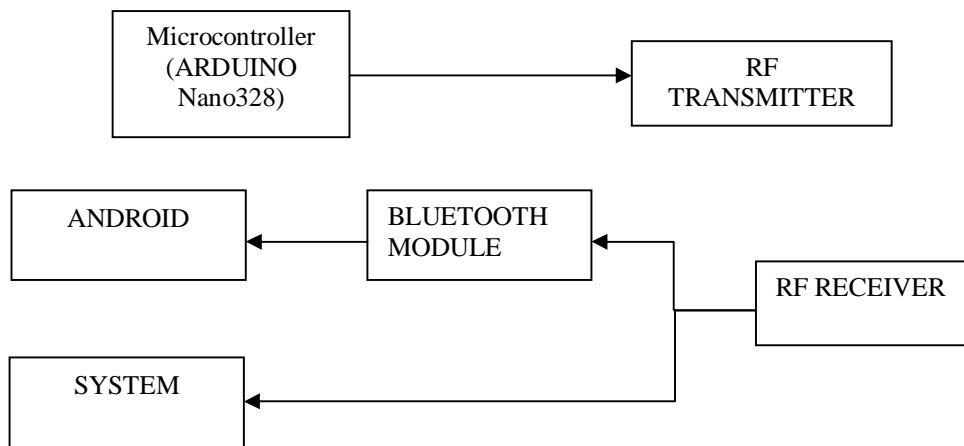 Microcontroller
(ARDUINO
Nano328)
RF
TRANSMITTER
ANDROID
BLUETOOTH
MODULE
RF RECEIVER
SYSTEM